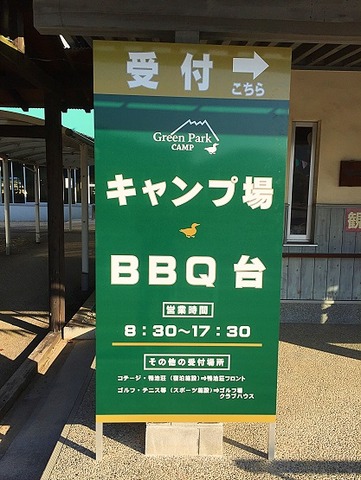 受付 →
こちら
Green Park
CAMP
キャンプ場
BBQ台
営業時間
8:30～17:30
その他の受付場所
コテージ・鴨池荘（宿泊施設）➡鴨池荘フロント
ゴルフ・テニス等（スポーツ施設）➡ゴルフ場
クラブハウス